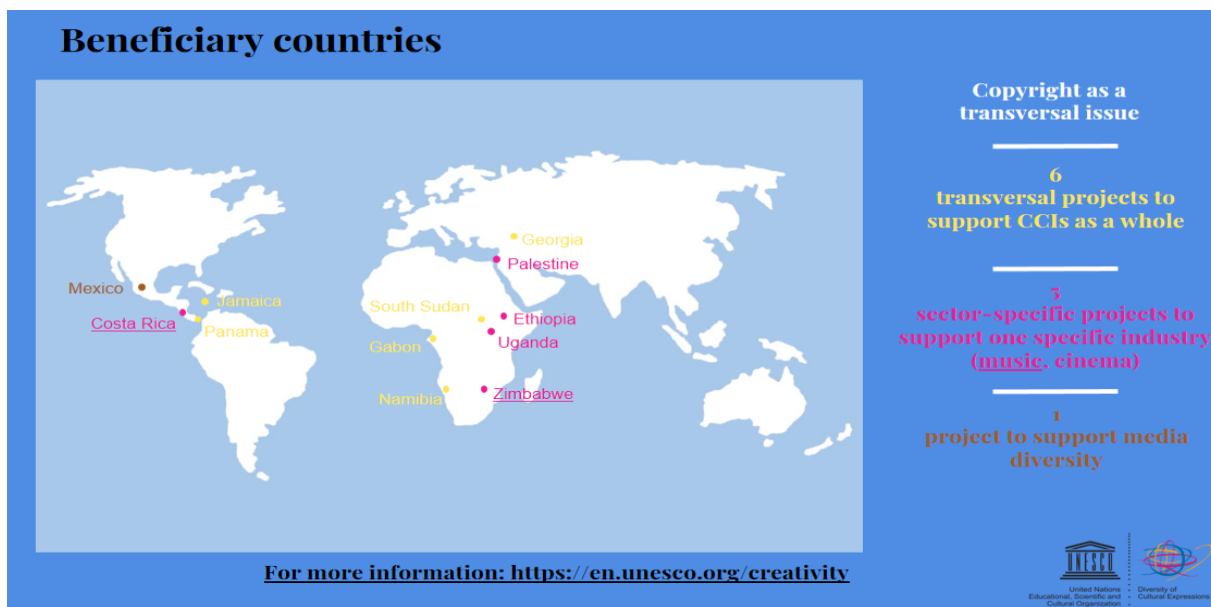 Beneficiary countries
Copyright as a
transversal issue
6
transversal projects to
support CCIs as a whole
5
sector-specific projects to
support one specific industry
(music, cinema)
1
project to support media
diversity
Georgia
Palestine
Mexico
Jamaica
South Sudan
Ethiopia
Costa Rica
Panama
Uganda
Gabon
Namibia
Zimbabwe
For more information: https://en.unesco.org/creativity
UNESCO
United Nations
Educational, Scientific and
Cultural Organization
Diversity of
Cultural Expressions